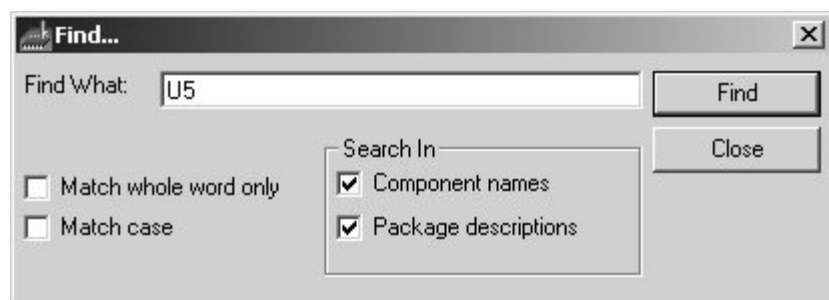 Find...
Find What: U5 Find
Search In Close
Match whole word only Component names
Match case Package descriptions